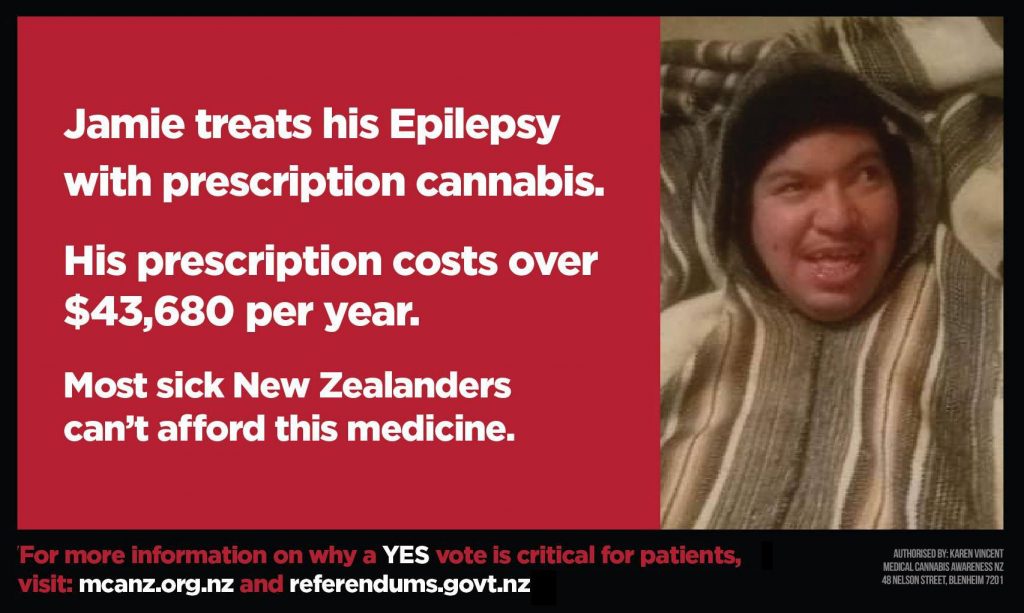 Jamie treats his Epilepsy
with prescription cannabis.
His prescription costs over
$43,680 per year.
Most sick New Zealanders
can't afford this medicine.
For more information on why a YES vote is critical for patients,
visit: mcanz.org.nz and referendums.govt.nz
AUTHORISED BY: KAREN VINCENT
MEDICAL CANNABIS AWARENESS NZ
48 NELSON STREET, BLENHEIM 7201